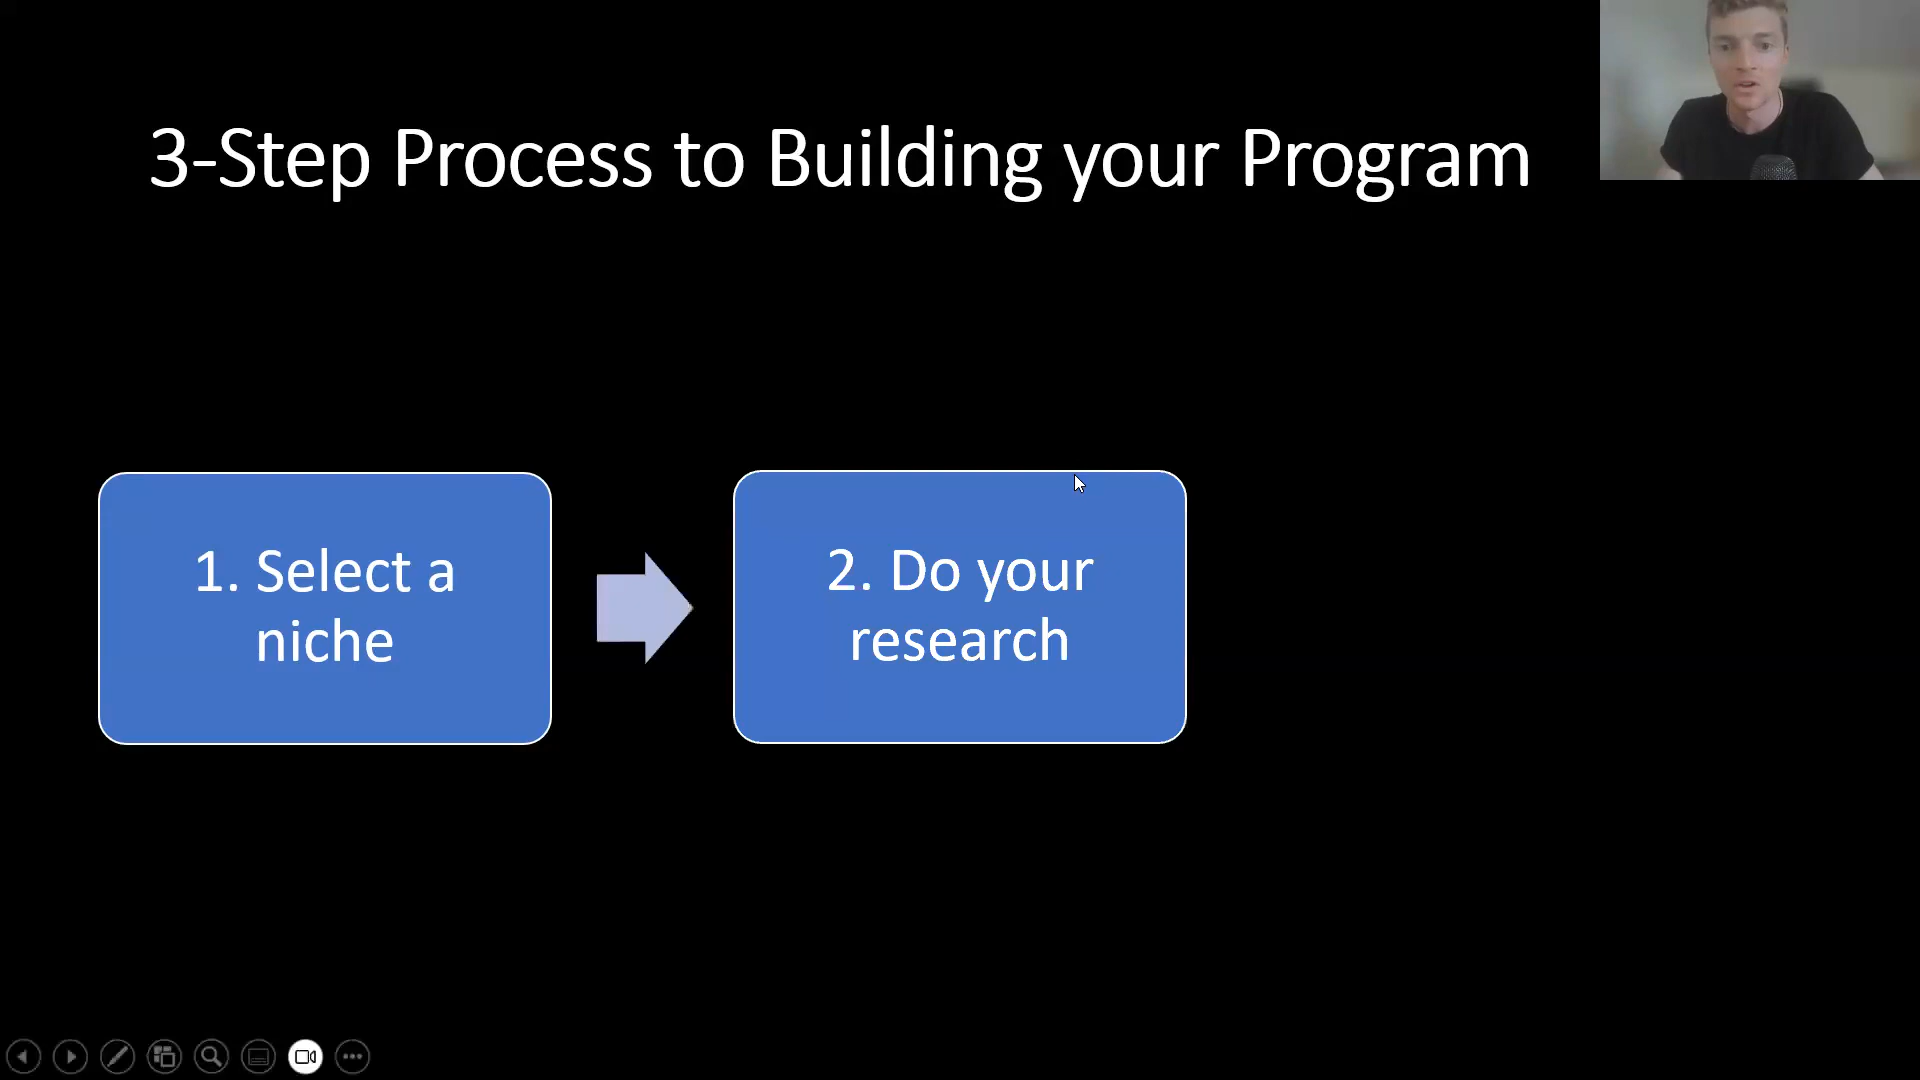 3-Step Process to Building your Program
1. Select a
niche
2. Do your
research